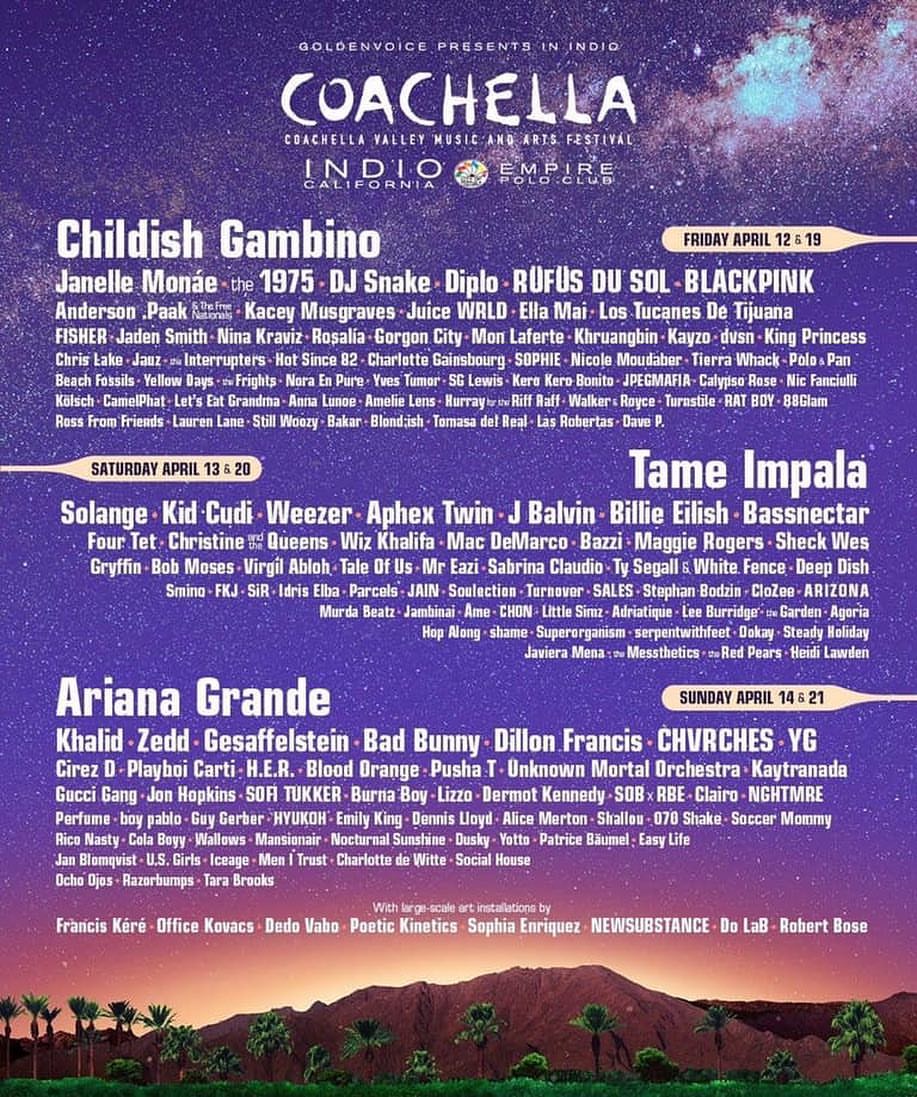 GOLDENVOICE PRESENTS IN INDIO
COACHELLA
COACHELLA VALLEY MUSIC AND ARTS FESTIVAL
INDIO CALIFORNIA EMPIRE POLO CLUB
Childish Gambino
FRIDAY APRIL 12 & 19
Janelle Monáe • the 1975 • DJ Snake • Diplo • RÜFÜS DU SOL • BLACKPINK
Anderson .Paak & The Free Nationals • Kacey Musgraves • Juice WRLD • Ella Mai • Los Tucanes De Tijuana
FISHER • Jaden Smith • Nina Kraviz • Rosalía • Gorgon City • Mon Laferte • Khruangbin • Kayzo • dvsn • King Princess
Chris Lake • Jauz • the Interrupters • Hot Since 82 • Charlotte Gainsbourg • SOPHIE • Nicole Moudaber • Tierra Whack • Polo & Pan
Beach Fossils • Yellow Days • the Frights • Nora En Pure • Yves Tumor • SG Lewis • Kero Kero Bonito • JPEGMAFIA • Calypso Rose • Nic Fanciulli
Kölsch • CamelPhat • Let's Eat Grandma • Anna Lunoe • Amelie Lens • Hurray for the Riff Raff • Walker & Royce • Turnstile • RAT BOY • 88Glam
Ross From Friends • Lauren Lane • Still Woozy • Bakar • Blond:ish • Tomasa del Real • Las Robertas • Dave P.
SATURDAY APRIL 13 & 20
Tame Impala
Solange • Kid Cudi • Weezer • Aphex Twin • J Balvin • Billie Eilish • Bassnectar
Four Tet • Christine and the Queens • Wiz Khalifa • Mac DeMarco • Bazzi • Maggie Rogers • Sheck Wes
Gryffin • Bob Moses • Virgil Abloh • Tale Of Us • Mr Eazi • Sabrina Claudio • Ty Segall & White Fence • Deep Dish
Smino • FKJ • SiR • Idris Elba • Parcels • JAIN • Soulection • Turnover • SALES • Stephan Bodzin • CloZee • ARIZONA
Murda Beatz • Jambinai • Âme • CHON • Little Simz • Adriatique • Lee Burridge • the Garden • Agoria
Hop Along • shame • Superorganism • serpentwithfeet • Ookay • Steady Holiday
Javiera Mena • the Messthetics • the Red Pears • Heidi Lawden
Ariana Grande
SUNDAY APRIL 14 & 21
Khalid • Zedd • Gesaffelstein • Bad Bunny • Dillon Francis • CHVRCHES • YG
Cirez D • Playboi Carti • H.E.R. • Blood Orange • Pusha T • Unknown Mortal Orchestra • Kaytranada
Gucci Gang • Jon Hopkins • SOFI TUKKER • Burna Boy • Lizzo • Dermot Kennedy • SOB x RBE • Clairo • NGHTMRE
Perfume • boy pablo • Guy Gerber • HYUKOH • Emily King • Dennis Lloyd • Alice Merton • Shallou • 070 Shake • Soccer Mommy
Rico Nasty • Cola Boyy • Wallows • Mansionair • Nocturnal Sunshine • Dusky • Yotto • Patrice Bäumel • Easy Life
Jan Blomqvist • U.S. Girls • Iceage • Men I Trust • Charlotte de Witte • Social House
Ocho Ojos • Razorbumps • Tara Brooks
With large-scale art installations by
Francis Kéré • Office Kovacs • Dedo Vabo • Poetic Kinetics • Sophia Enriquez • NEWSUBSTANCE • Do LaB • Robert Bose